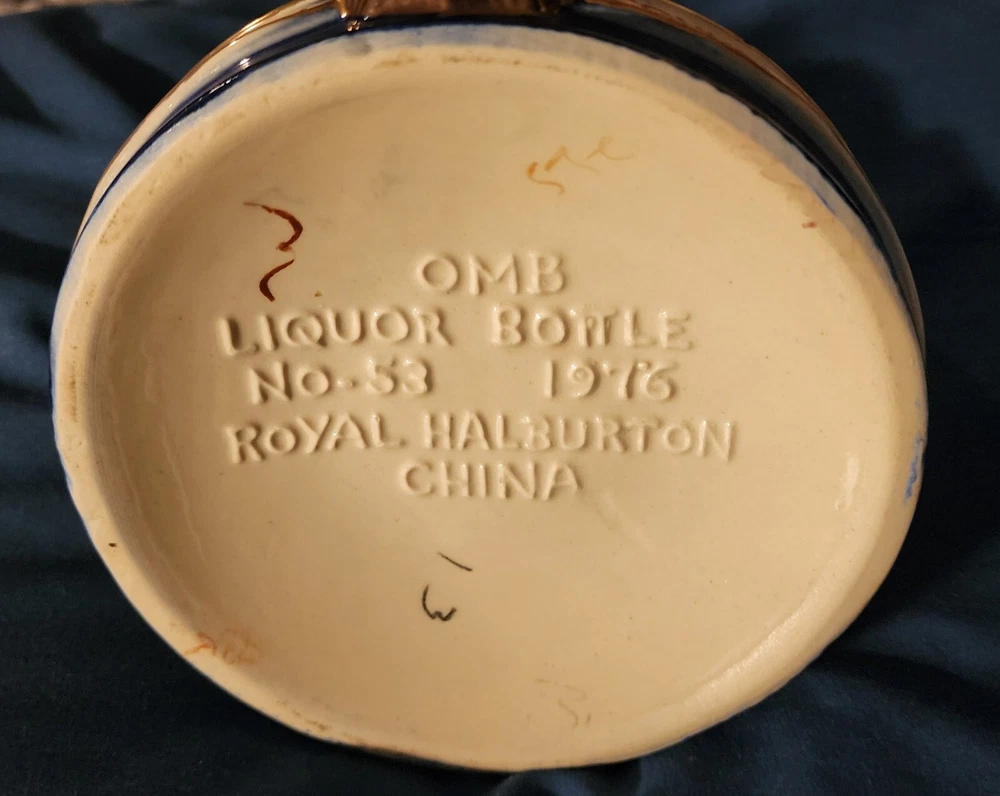 OMB
LIQUOR BOTTLE
No. 53 1976
ROYAL HALBURTON
CHINA